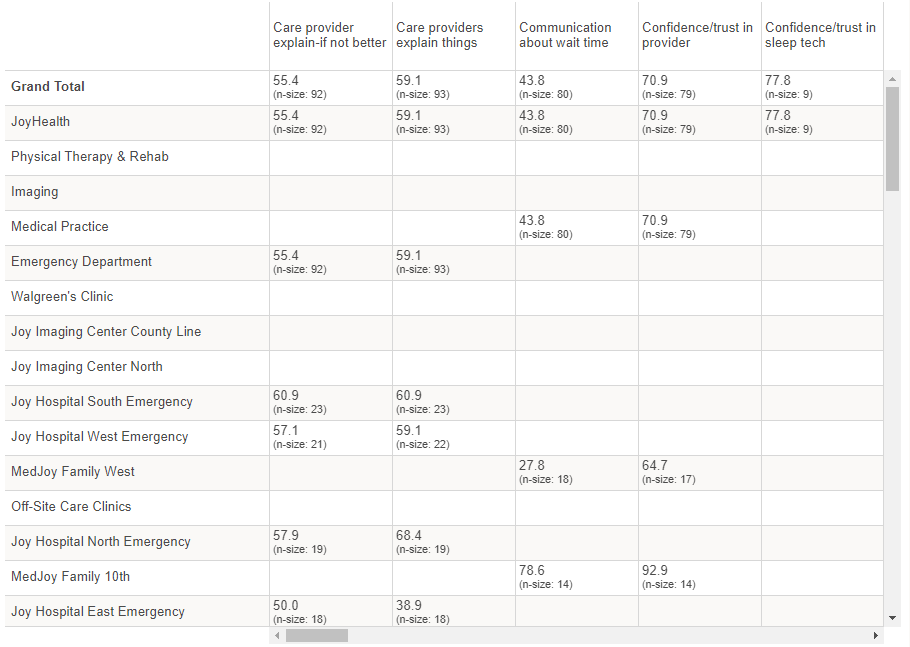 Care provider explain-if not better
Care providers explain things
Communication about wait time
Confidence/trust in provider
Confidence/trust in sleep tech
Grand Total
55.4 59.1 43.8 70.9 77.8
(n-size: 92) (n-size: 93) (n-size: 80) (n-size: 79) (n-size: 9)
JoyHealth
55.4 59.1 43.8 70.9 77.8
(n-size: 92) (n-size: 93) (n-size: 80) (n-size: 79) (n-size: 9)
Physical Therapy & Rehab
Imaging
Medical Practice
43.8 70.9
(n-size: 80) (n-size: 79)
Emergency Department
55.4 59.1
(n-size: 92) (n-size: 93)
Walgreen's Clinic
Joy Imaging Center County Line
Joy Imaging Center North
Joy Hospital South Emergency
60.9 60.9
(n-size: 23) (n-size: 23)
Joy Hospital West Emergency
57.1 59.1
(n-size: 21) (n-size: 22)
MedJoy Family West
27.8 64.7
(n-size: 18) (n-size: 17)
Off-Site Care Clinics
Joy Hospital North Emergency
57.9 68.4
(n-size: 19) (n-size: 19)
MedJoy Family 10th
78.6 92.9
(n-size: 14) (n-size: 14)
Joy Hospital East Emergency
50.0 38.9
(n-size: 18) (n-size: 18)